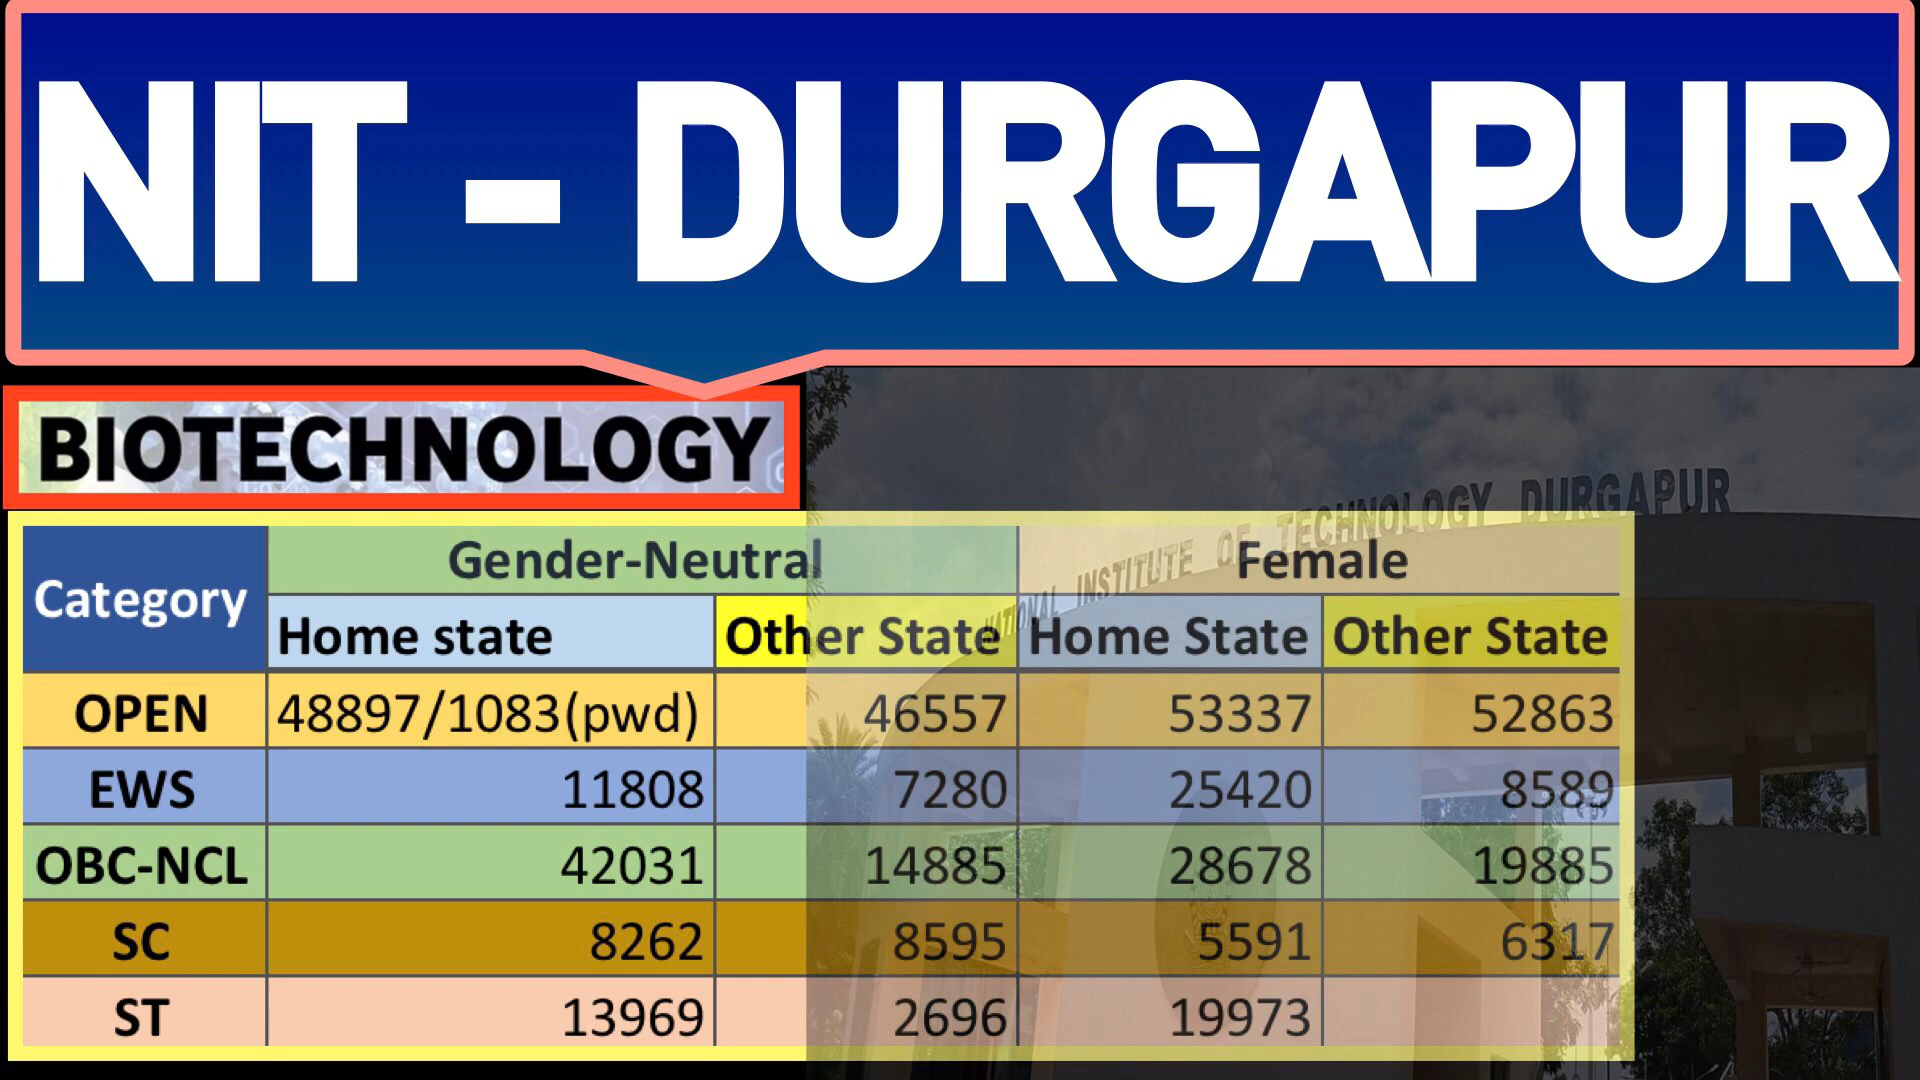 NIT - DURGAPUR
BIOTECHNOLOGY
NATIONAL INSTITUTE OF TECHNOLOGY DURGAPUR
Category Gender-Neutral Female
Home state Other State Home State Other State
OPEN 48897/1083(pwd) 46557 53337 52863
EWS 11808 7280 25420 8589
OBC-NCL 42031 14885 28678 19885
SC 8262 8595 5591 6317
ST 13969 2696 19973